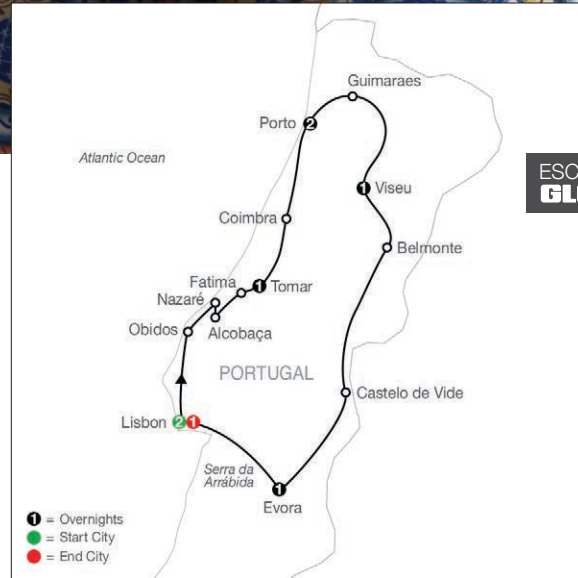 Guimaraes
Porto 2
Atlantic Ocean
ESC
GL
1 Viseu
Coimbra
Belmonte
Fatima
1 Tomar
Nazaré
Alcobaça
Obidos
PORTUGAL
Castelo de Vide
Lisbon 2 1
Serra da
Arrábida
1
Evora
1 = Overnights
= Start City
= End City